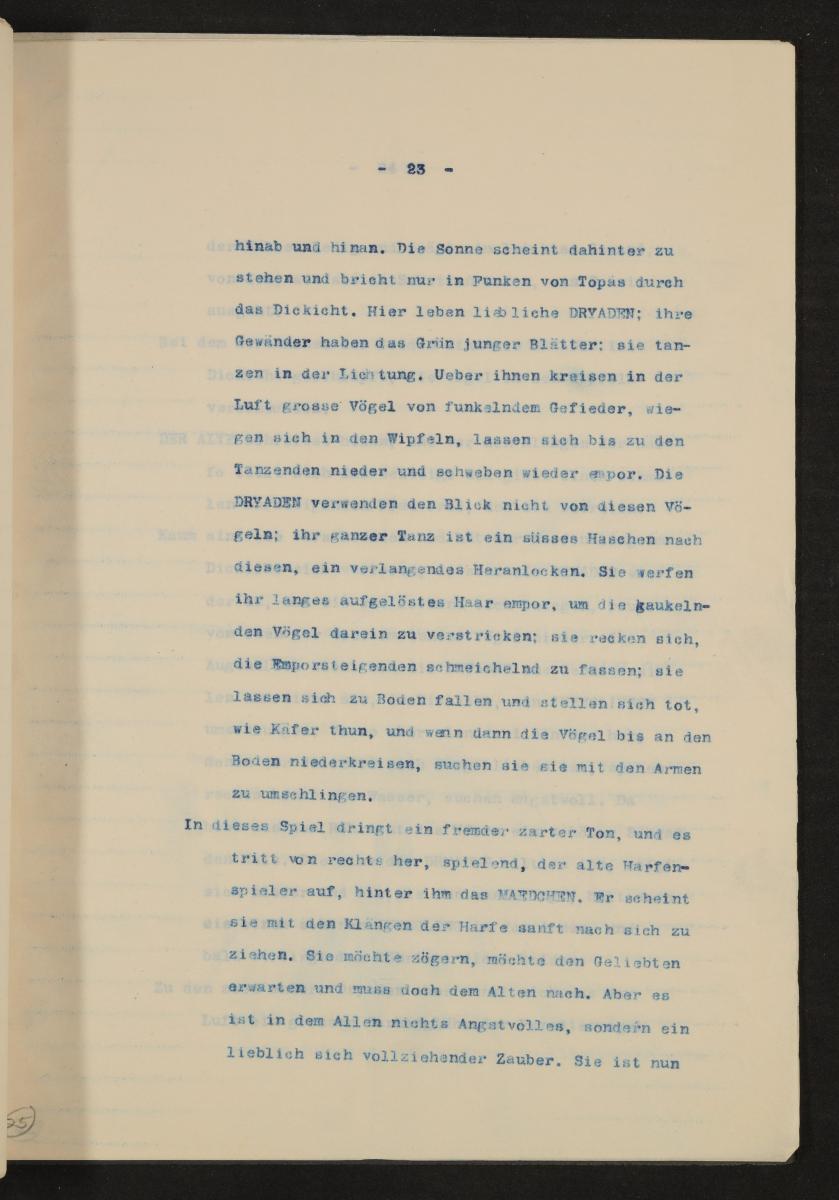 - 23 -
hinab und hinan. Die Sonne scheint dahinter zu
stehen und bricht nur in Funken von Topas durch
das Dickicht. Hier leben liebliche DRYADEN; ihre
Gewänder haben das Grün junger Blätter: sie tan-
zen in der Lichtung. Ueber ihnen kreisen in der
Luft grosse Vögel von funkelndem Gefieder, wie-
gen sich in den Wipfeln, lassen sich bis zu den
Tanzenden nieder und schweben wieder empor. Die
DRYADEN verwenden den Blick nicht von diesen Vö-
geln; ihr ganzer Tanz ist ein süsses Haschen nach
diesen, ein verlangendes Heranlocken. Sie werfen
ihr langes aufgelöstes Haar empor, um die gaukeln-
den Vögel darein zu verstricken; sie recken sich,
die Emporsteigenden schmeichelnd zu fassen; sie
lassen sich zu Boden fallen und stellen sich tot,
wie Käfer thun, und wenn dann die Vögel bis an den
Boden niederkreisen, suchen sie sie mit den Armen
zu umschlingen.
In dieses Spiel dringt ein fremder zarter Ton, und es
tritt von rechts her, spielend, der alte Harfen-
spieler auf, hinter ihm das MAEDCHEN. Er scheint
sie mit den Klängen der Harfe sanft nach sich zu
ziehen. Sie möchte zögern, möchte den Geliebten
erwarten und muss doch dem Alten nach. Aber es
ist in dem Allen nichts Angstvolles, sondern ein
lieblich sich vollziehender Zauber. Sie ist nun
25